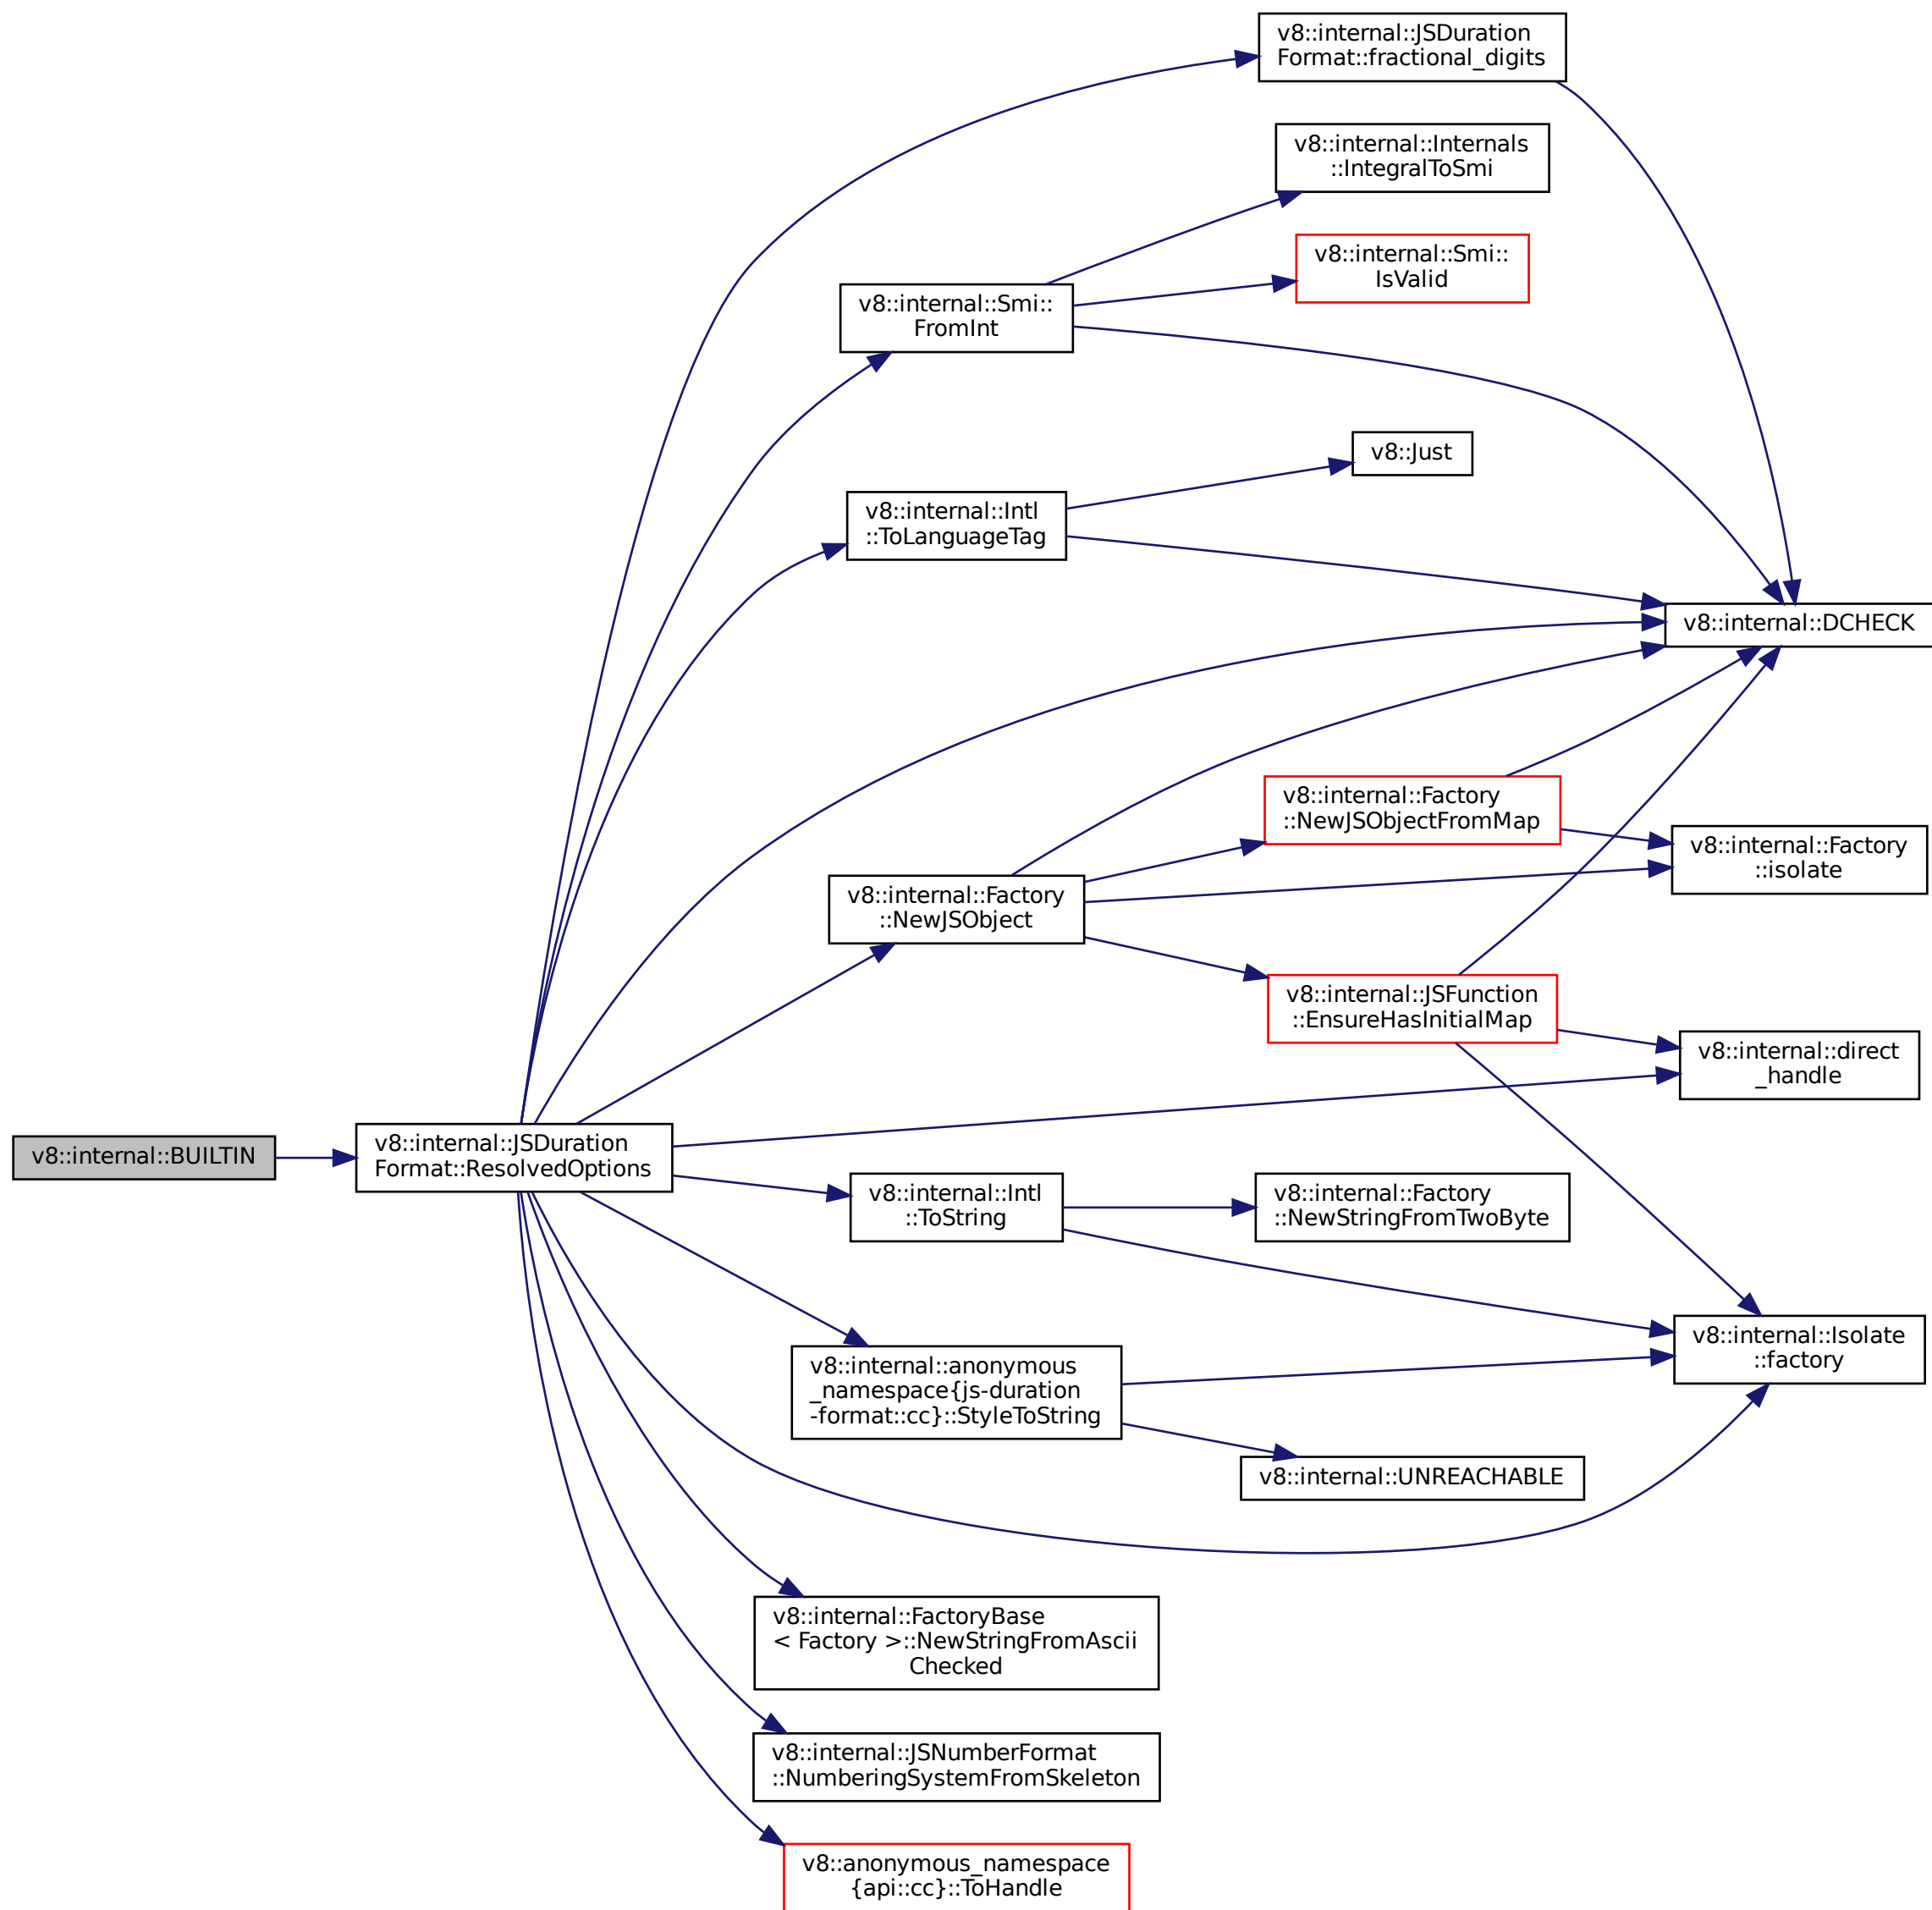 v8::internal::JSDuration
Format::fractional_digits
v8::internal::Internals
::IntegralToSmi
v8::internal::Smi::
IsValid
v8::internal::Smi::
FromInt
v8::Just
v8::internal::Intl
::ToLanguageTag
v8::internal::DCHECK
v8::internal::Factory
::NewJSObjectFromMap
v8::internal::Factory
::isolate
v8::internal::Factory
::NewJSObject
v8::internal::JSFunction
::EnsureHasInitialMap
v8::internal::direct
_handle
v8::internal::BUILTIN
v8::internal::JSDuration
Format::ResolvedOptions
v8::internal::Intl
::ToString
v8::internal::Factory
::NewStringFromTwoByte
v8::internal::Isolate
::factory
v8::internal::anonymous
_namespace{js-duration
-format::cc}::StyleToString
v8::internal::UNREACHABLE
v8::internal::FactoryBase
< Factory >::NewStringFromAscii
Checked
v8::internal::JSNumberFormat
::NumberingSystemFromSkeleton
v8::anonymous_namespace
{api::cc}::ToHandle